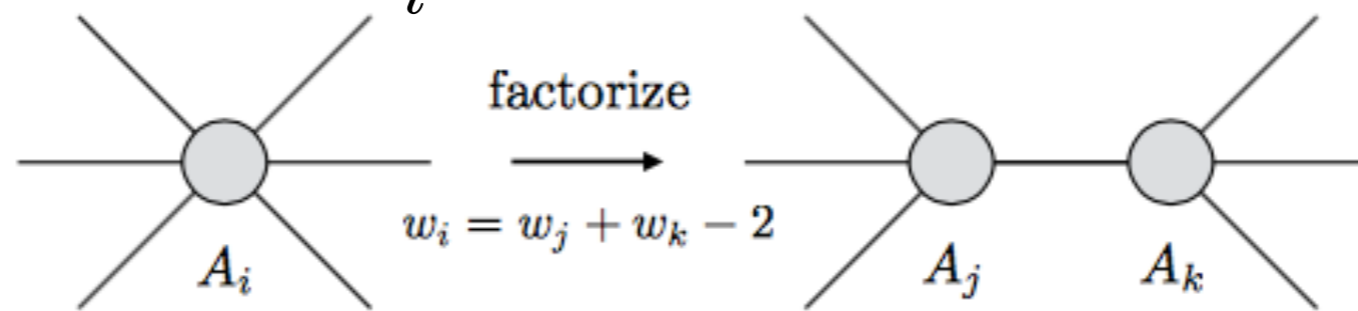 i
factorize
w_i = w_j + w_k − 2
A_i
A_j
A_k